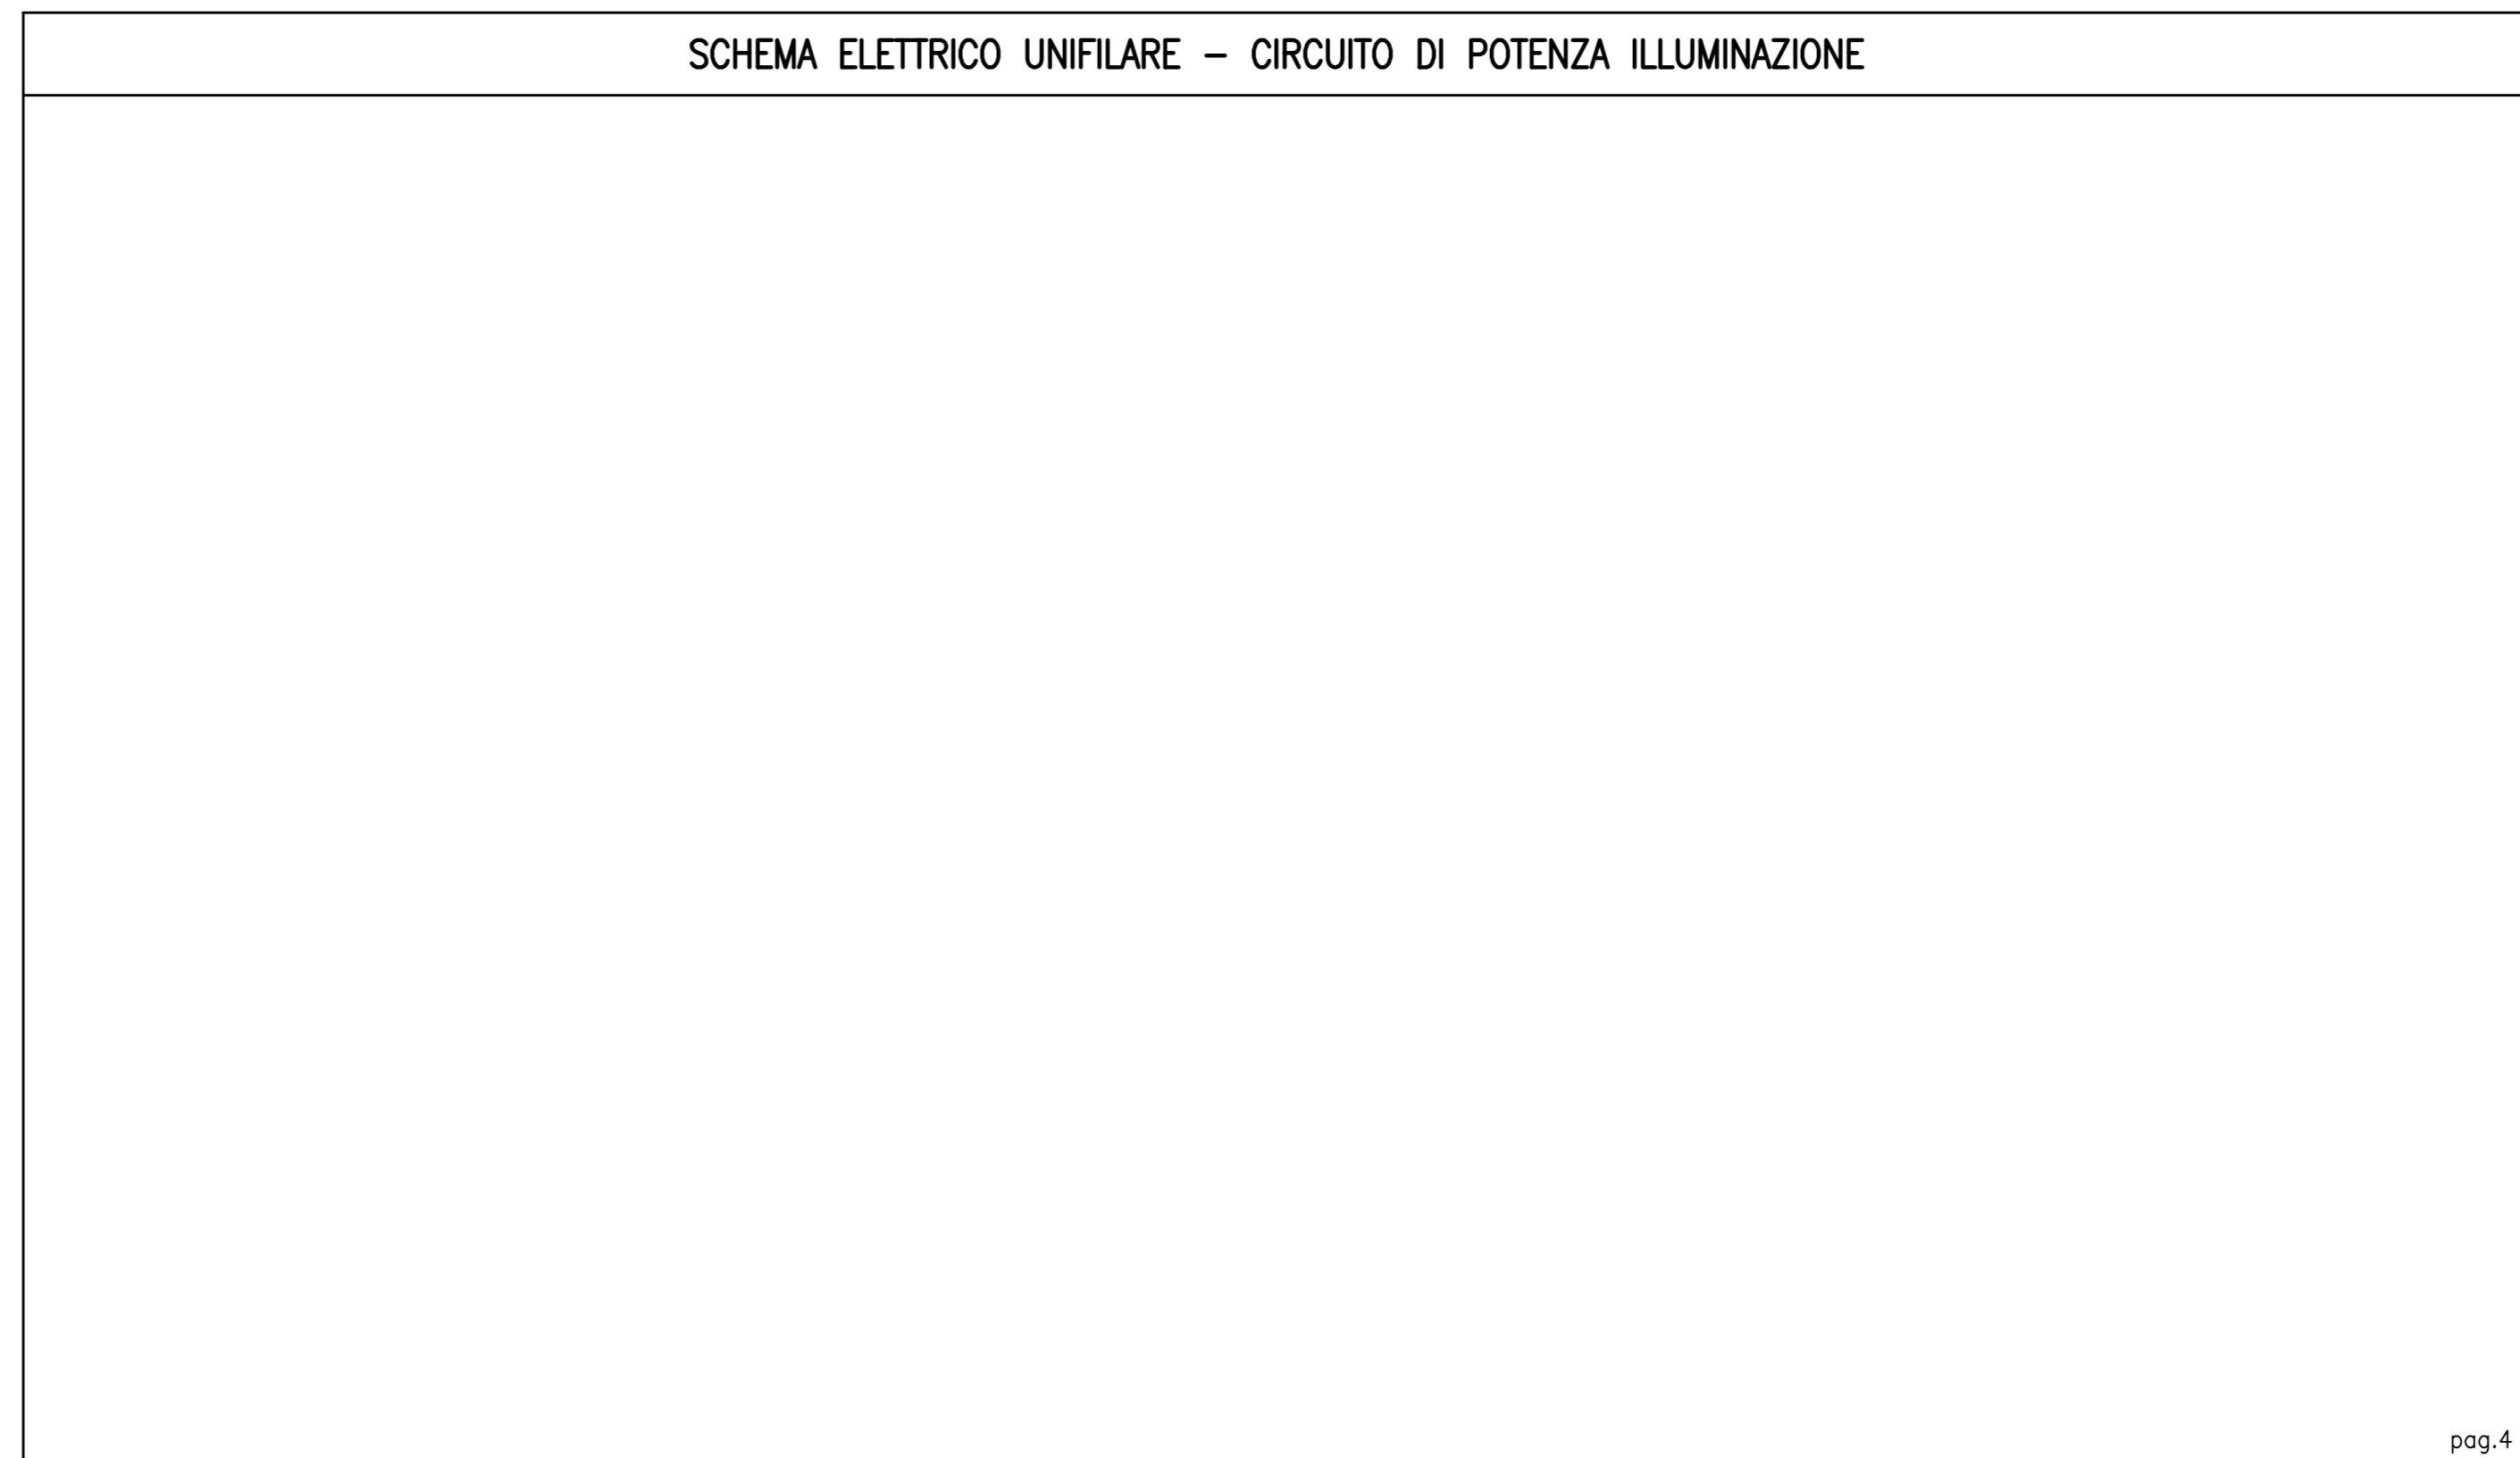 SCHEMA ELETTRICO UNIFILARE – CIRCUITO DI POTENZA ILLUMINAZIONE
pag.4